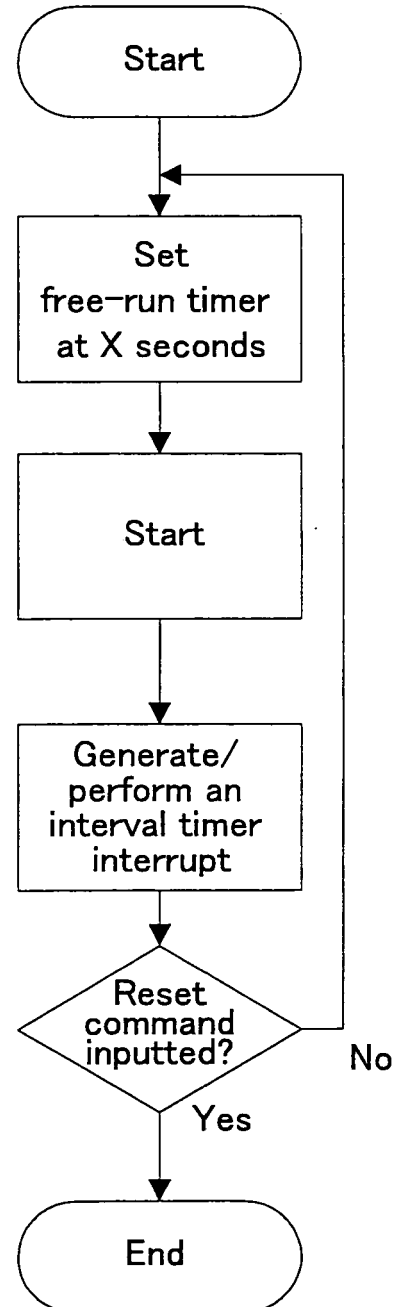 Start
Set
free-run timer
at X seconds
Start
Generate/
perform an
interval timer
interrupt
Reset
command
inputted?
No
Yes
End